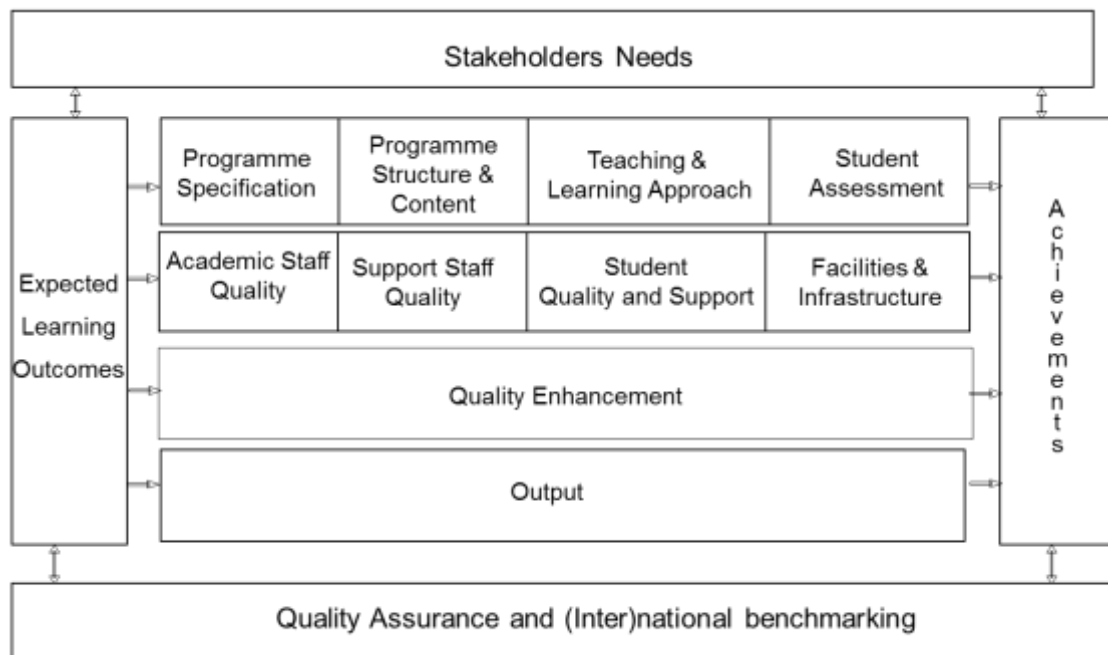 Stakeholders Needs
Programme
Specification
Programme
Structure &
Content
Teaching &
Learning Approach
Student
Assessment
Academic Staff
Quality
Support Staff
Quality
Student
Quality and Support
Facilities &
Infrastructure
Expected
Learning
Outcomes
Quality Enhancement
Output
Achievements
Quality Assurance and (Inter)national benchmarking